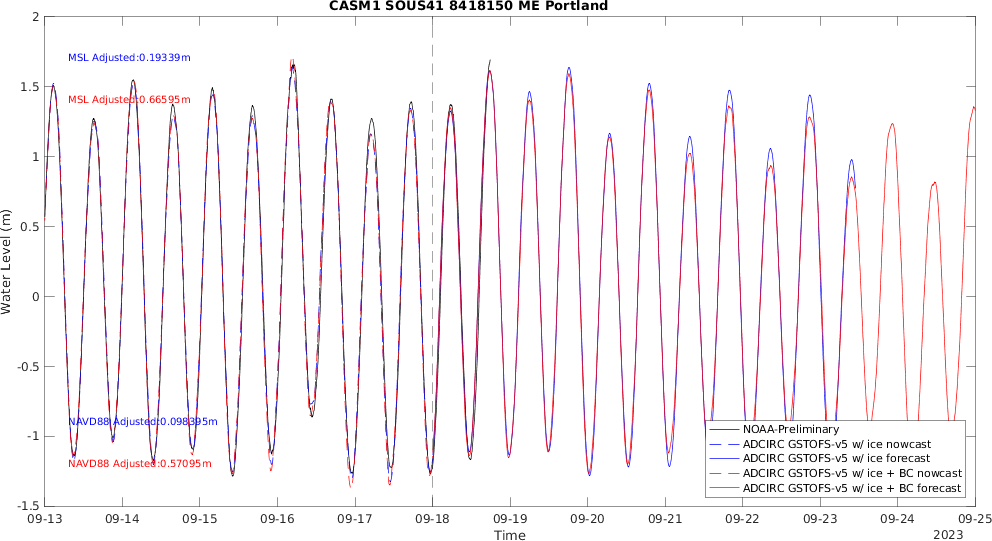 CASM1 SOUS41 8418150 ME Portland
2
MSL Adjusted:0.19339m
1.5
MSL Adjusted:0.66595m
1
0.5
Water Level (m)
0
-0.5
NAVD88 Adjusted:0.098395m
-1
NAVD88 Adjusted:0.57095m
-1.5
NOAA-Preliminary
ADCIRC GSTOFS-v5 w/ ice nowcast
ADCIRC GSTOFS-v5 w/ ice forecast
ADCIRC GSTOFS-v5 w/ ice + BC nowcast
ADCIRC GSTOFS-v5 w/ ice + BC forecast
09-13 09-14 09-15 09-16 09-17 09-18 09-19 09-20 09-21 09-22 09-23 09-24 09-25
Time
2023